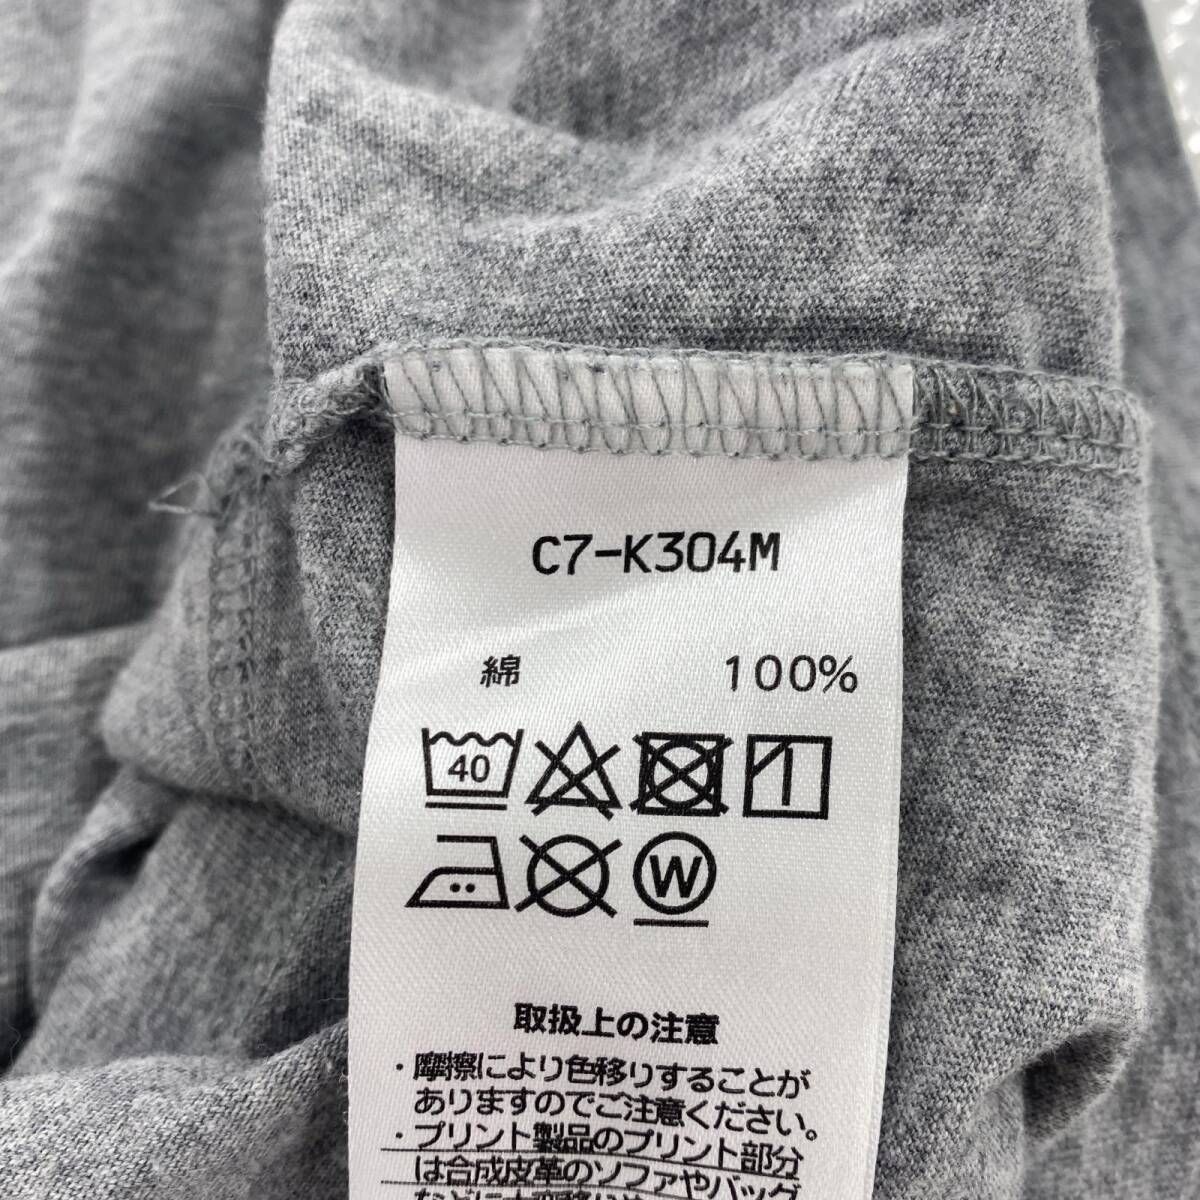 C7-K304M
綿 100%
40
W
取扱上の注意
・摩擦により色移りすることが
ありますのでご注意ください。
・プリント製品のプリント部分
は合成皮革のソファやバッグ